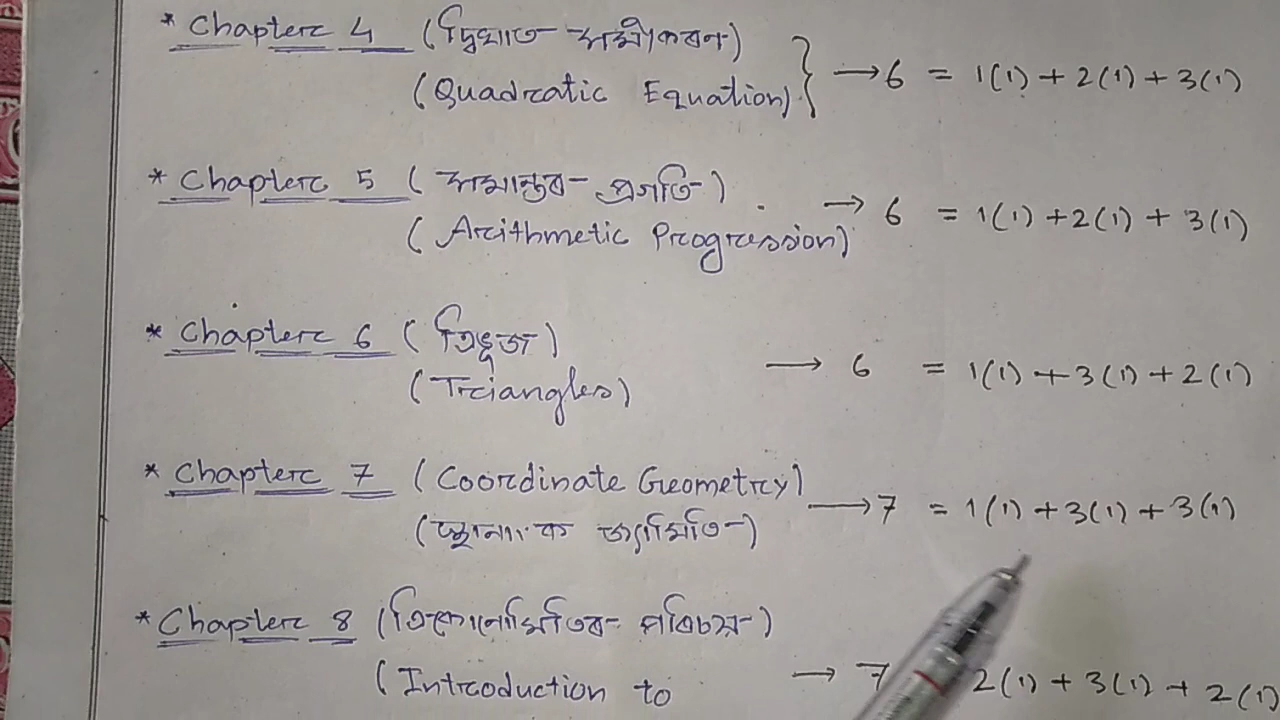 * Chapter 4 (দ্বিঘাত সমীকৰণ)
(Quadratic Equation) } → 6 = 1(1) + 2(1) + 3(1)
* Chapter 5 (সমান্তৰ প্ৰগতি)
(Arithmetic Progression) → 6 = 1(1) + 2(1) + 3(1)
* Chapter 6 (ত্ৰিভূজ)
(Triangles) → 6 = 1(1) + 3(1) + 2(1)
* Chapter 7 (Coordinate Geometry) → 7 = 1(1) + 3(1) + 3(1)
(স্থানাংক জ্যামিতি)
* Chapter 8 (ত্ৰিকোনোমিতিৰ পৰিচয়)
(Introduction to → 7 2(1) + 3(1) + 2(1)